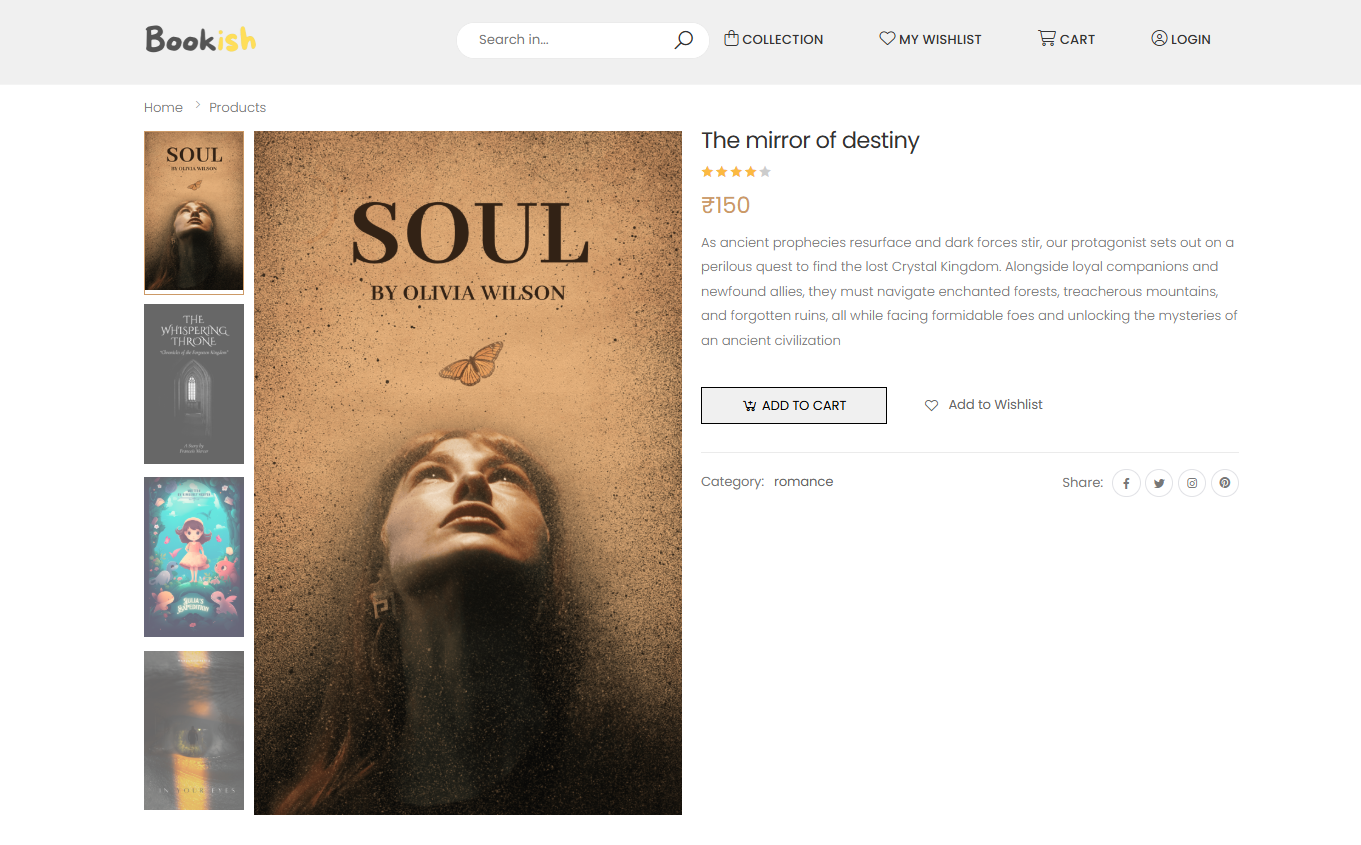 Bookish
Search in...
COLLECTION
MY WISHLIST
CART
LOGIN
Home
Products
SOUL
BY OLIVIA WILSON
THE
WHISPERING
THRONE
"Chronicles of the Forgotten Kingdom"
A Story by
JULIA'S
IN YOUR EYES
SOUL
BY OLIVIA WILSON
The mirror of destiny
₹150
As ancient prophecies resurface and dark forces stir, our protagonist sets out on a
perilous quest to find the lost Crystal Kingdom. Alongside loyal companions and
newfound allies, they must navigate enchanted forests, treacherous mountains,
and forgotten ruins, all while facing formidable foes and unlocking the mysteries of
an ancient civilization
ADD TO CART
Add to Wishlist
Category: romance
Share: